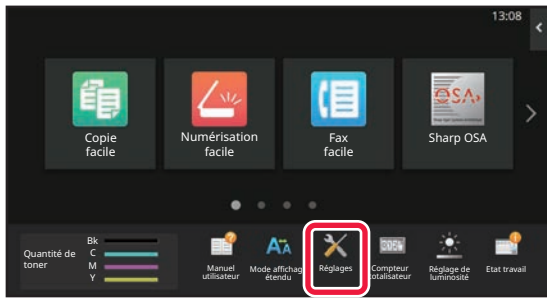 13:08
Copie
facile
Numérisation
facile
Fax
facile
Sharp OSA
Quantité de
toner
Bk
C
M
Y
Manuel
utilisateur
Mode affichage
étendu
Réglages
Compteur
totalisateur
Réglage de
luminosité
Etat travail